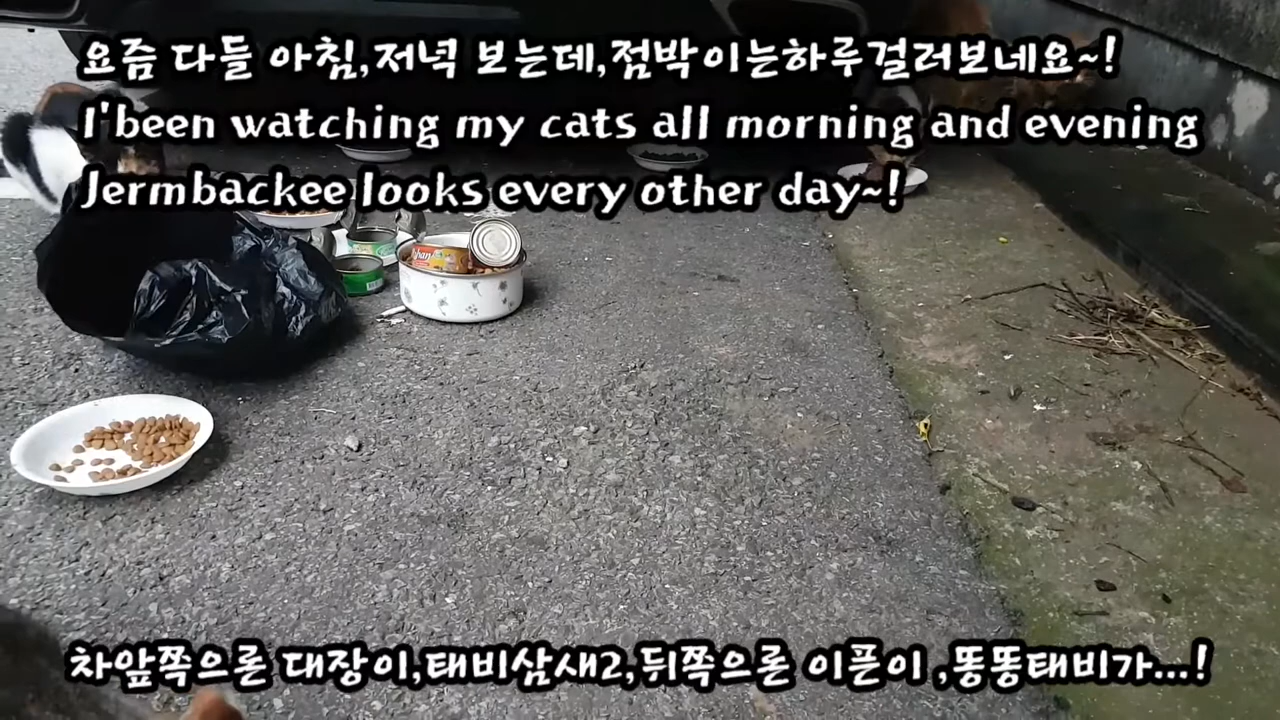 요즘 다들 아침,저녁 보는데,점박이는하루걸러보네요~!
I'been watching my cats all morning and evening
Jermbackee looks every other day~!
차앞쪽으론 대장이,태비삼새2,뒤쪽으론 이픈이 ,똥똥태비가...!